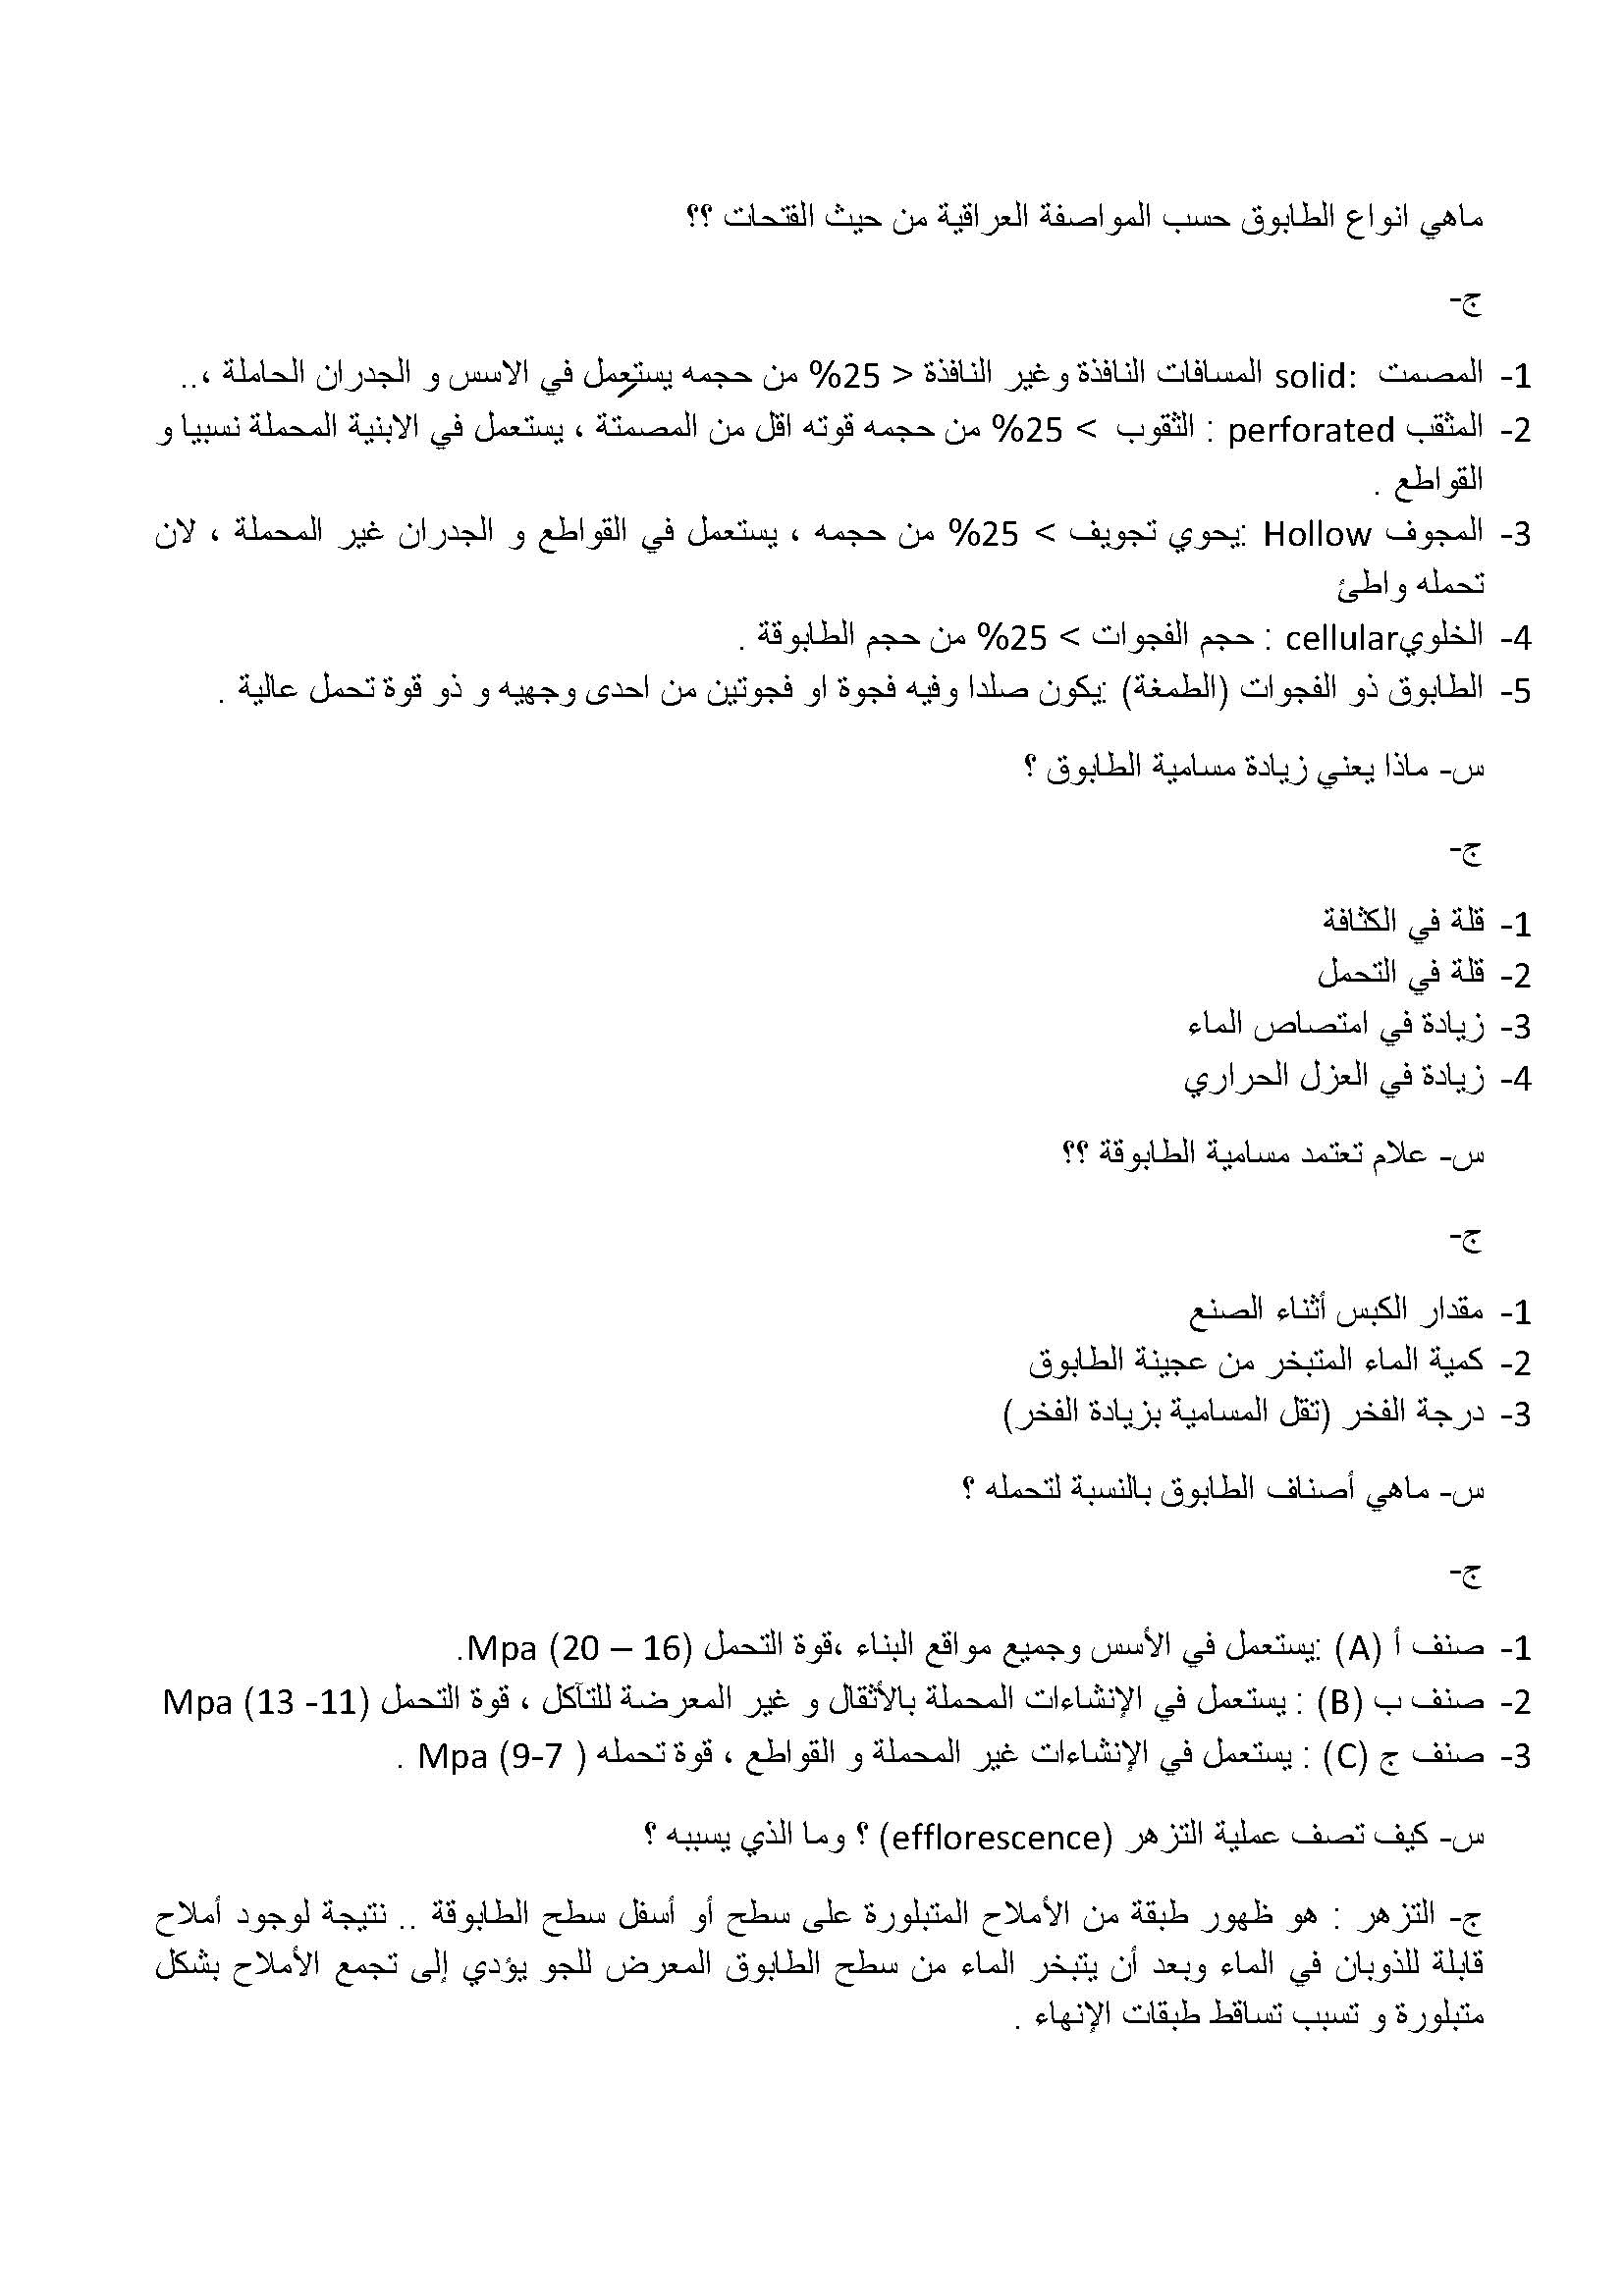 ماهي انواع الطابوق حسب المواصفة العراقية من حيث الفتحات ؟؟
ج-
1- المصمت :solid المسافات النافذة وغير النافذة > 25% من حجمه يستعمل في الاسس و الجدران الحاملة ،..
2- المثقب perforated : الثقوب < 25% من حجمه قوته اقل من المصمتة ، يستعمل في الابنية المحملة نسبيا و
القواطع .
3- المجوف Hollow :يحوي تجويف < 25% من حجمه ، يستعمل في القواطع و الجدران غير المحملة ، لان
تحمله واطئ
4- الخلويcellular : حجم الفجوات < 25% من حجم الطابوقة .
5- الطابوق ذو الفجوات (الطمغة) :يكون صلدا وفيه فجوة او فجوتين من احدى وجهيه و ذو قوة تحمل عالية .
س- ماذا يعني زيادة مسامية الطابوق ؟
ج-
1- قلة في الكثافة
2- قلة في التحمل
3- زيادة في امتصاص الماء
4- زيادة في العزل الحراري
س- علام تعتمد مسامية الطابوقة ؟؟
ج-
1- مقدار الكبس أثناء الصنع
2- كمية الماء المتبخر من عجينة الطابوق
3- درجة الفخر (تقل المسامية بزيادة الفخر)
س- ماهي أصناف الطابوق بالنسبة لتحمله ؟
ج-
1- صنف أ (A) :يستعمل في الأسس وجميع مواقع البناء ،قوة التحمل (16 – 20) Mpa.
2- صنف ب (B) : يستعمل في الإنشاءات المحملة بالأثقال و غير المعرضة للتآكل ، قوة التحمل (11- 13) Mpa
3- صنف ج (C) : يستعمل في الإنشاءات غير المحملة و القواطع ، قوة تحمله ( 7-9) Mpa .
س- كيف تصف عملية التزهر (efflorescence) ؟ وما الذي يسببه ؟
ج- التزهر : هو ظهور طبقة من الأملاح المتبلورة على سطح أو أسفل سطح الطابوقة .. نتيجة لوجود أملاح
قابلة للذوبان في الماء وبعد أن يتبخر الماء من سطح الطابوق المعرض للجو يؤدي إلى تجمع الأملاح بشكل
متبلورة و تسبب تساقط طبقات الإنهاء .